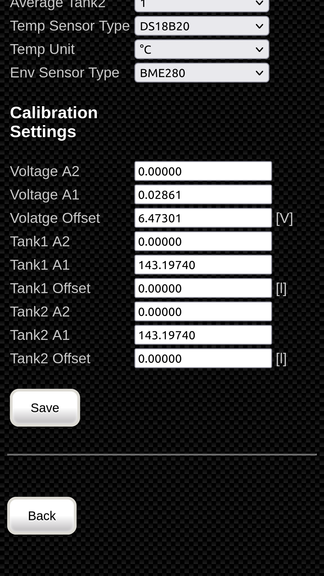 Average Tank2 1
Temp Sensor Type DS18B20
Temp Unit °C
Env Sensor Type BME280
Calibration
Settings
Voltage A2 0.00000
Voltage A1 0.02861
Volatge Offset 6.47301 [V]
Tank1 A2 0.00000
Tank1 A1 143.19740
Tank1 Offset 0.00000 [l]
Tank2 A2 0.00000
Tank2 A1 143.19740
Tank2 Offset 0.00000 [l]
Save
Back